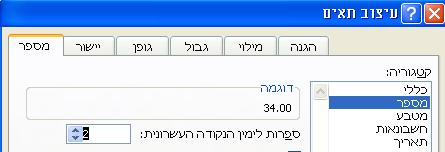 עיצוב תאים
מספר יישור גופן גבול מילוי הגנה
קטגוריה:
כללי
מספר
מטבע
חשבונאות
תאריך
דוגמה
34.00
ספרות לימין הנקודה העשרונית: 2